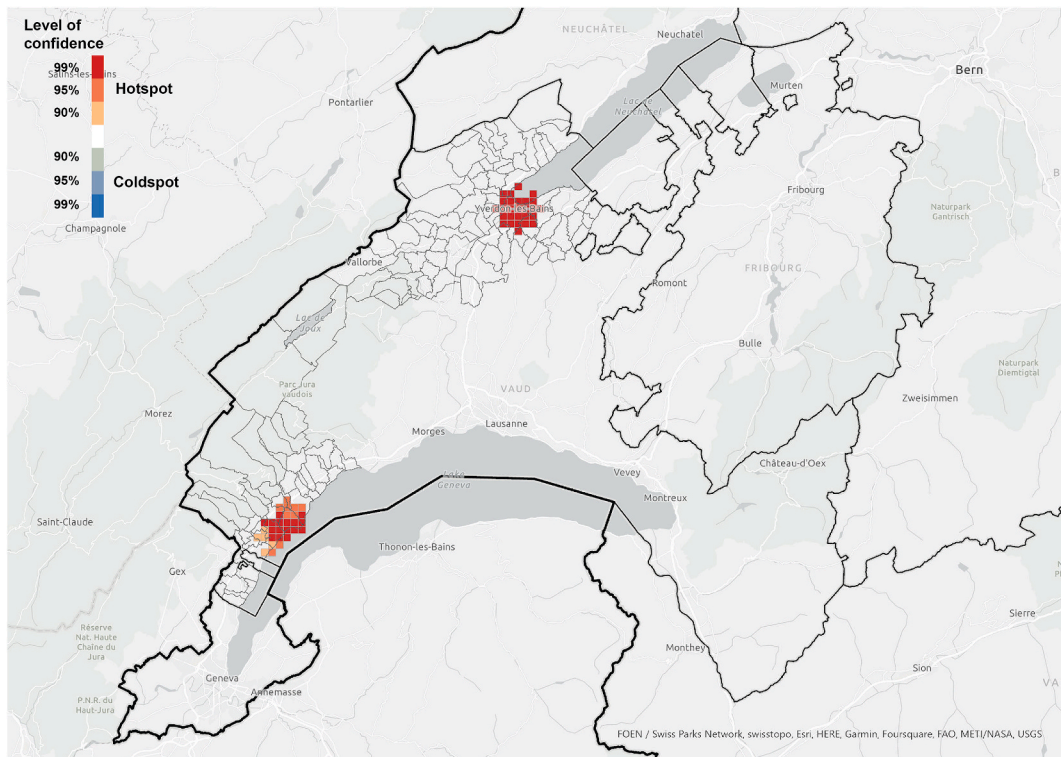 Level of
confidence
99%
95%
90%
Hotspot
90%
95%
99%
Coldspot
Salins-les-Bains
Pontarlier
Champagnole
NEUCHÂTEL
Neuchatel
Lac de
Neuchâtel
Murten
Bern
Yverdon-les-Bains
Fribourg
Naturpark
Gantrisch
Vallorbe
FRIBOURG
Romont
Lac de
Joux
Bulle
Naturpark
Diemtigtal
Parc Jura
vaudois
VAUD
Zweisimmen
Morez
Morges
Lausanne
Château-d'Oex
Vevey
Lake
Geneva
Montreux
Saint-Claude
Thonon-les-Bains
Gex
Sierre
Réserve
Nat. Haute
Chaîne du
Jura
Monthey
Sion
Geneva
Annemasse
P.N.R. du
Haut-Jura
FOEN / Swiss Parks Network, swisstopo, Esri, HERE, Garmin, Foursquare, FAO, METI/NASA, USGS